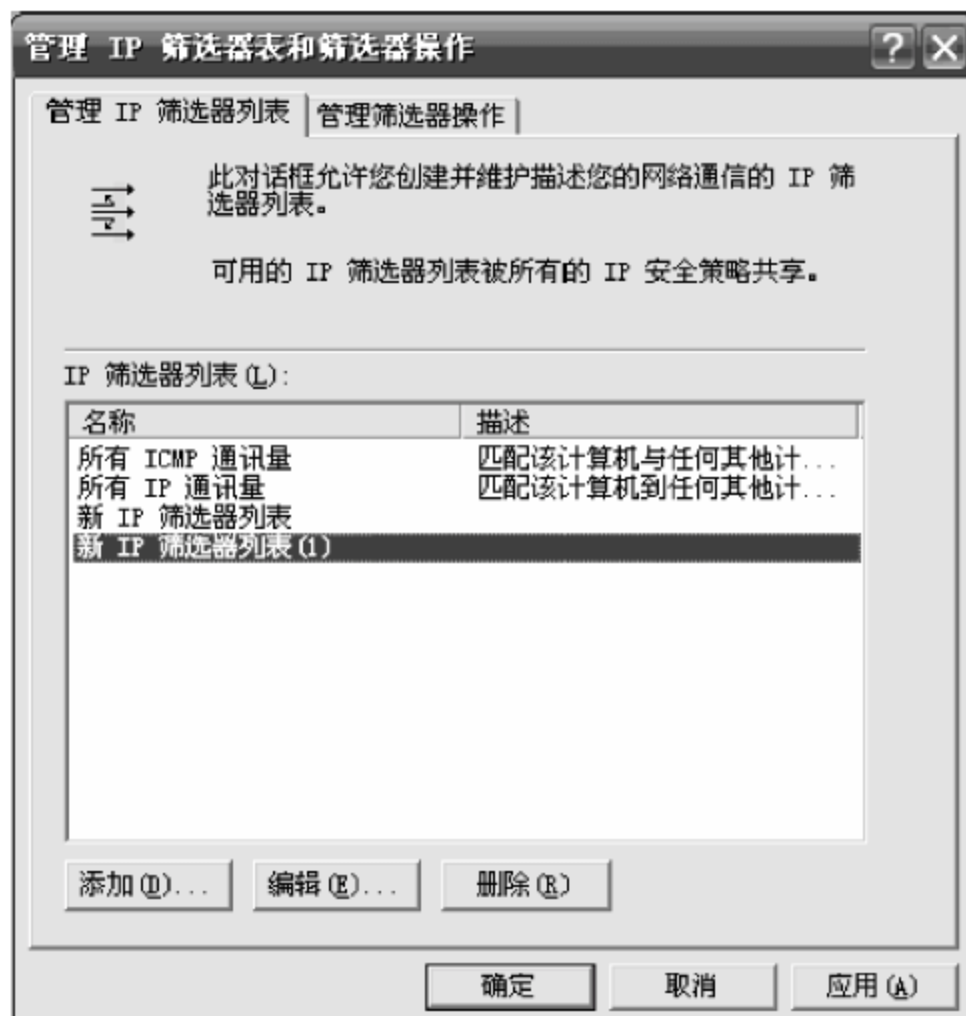 管理 IP 筛选器表和筛选器操作
管理 IP 筛选器列表 管理筛选器操作
此对话框允许您创建并维护描述您的网络通信的 IP 筛
选器列表。
可用的 IP 筛选器列表被所有的 IP 安全策略共享。
IP 筛选器列表(L):
名称 描述
所有 ICMP 通讯量 匹配该计算机与任何其他计...
所有 IP 通讯量 匹配该计算机到任何其他计...
新 IP 筛选器列表
新 IP 筛选器列表(1)
添加(D)... 编辑(E)... 删除(R)
确定 取消 应用(A)